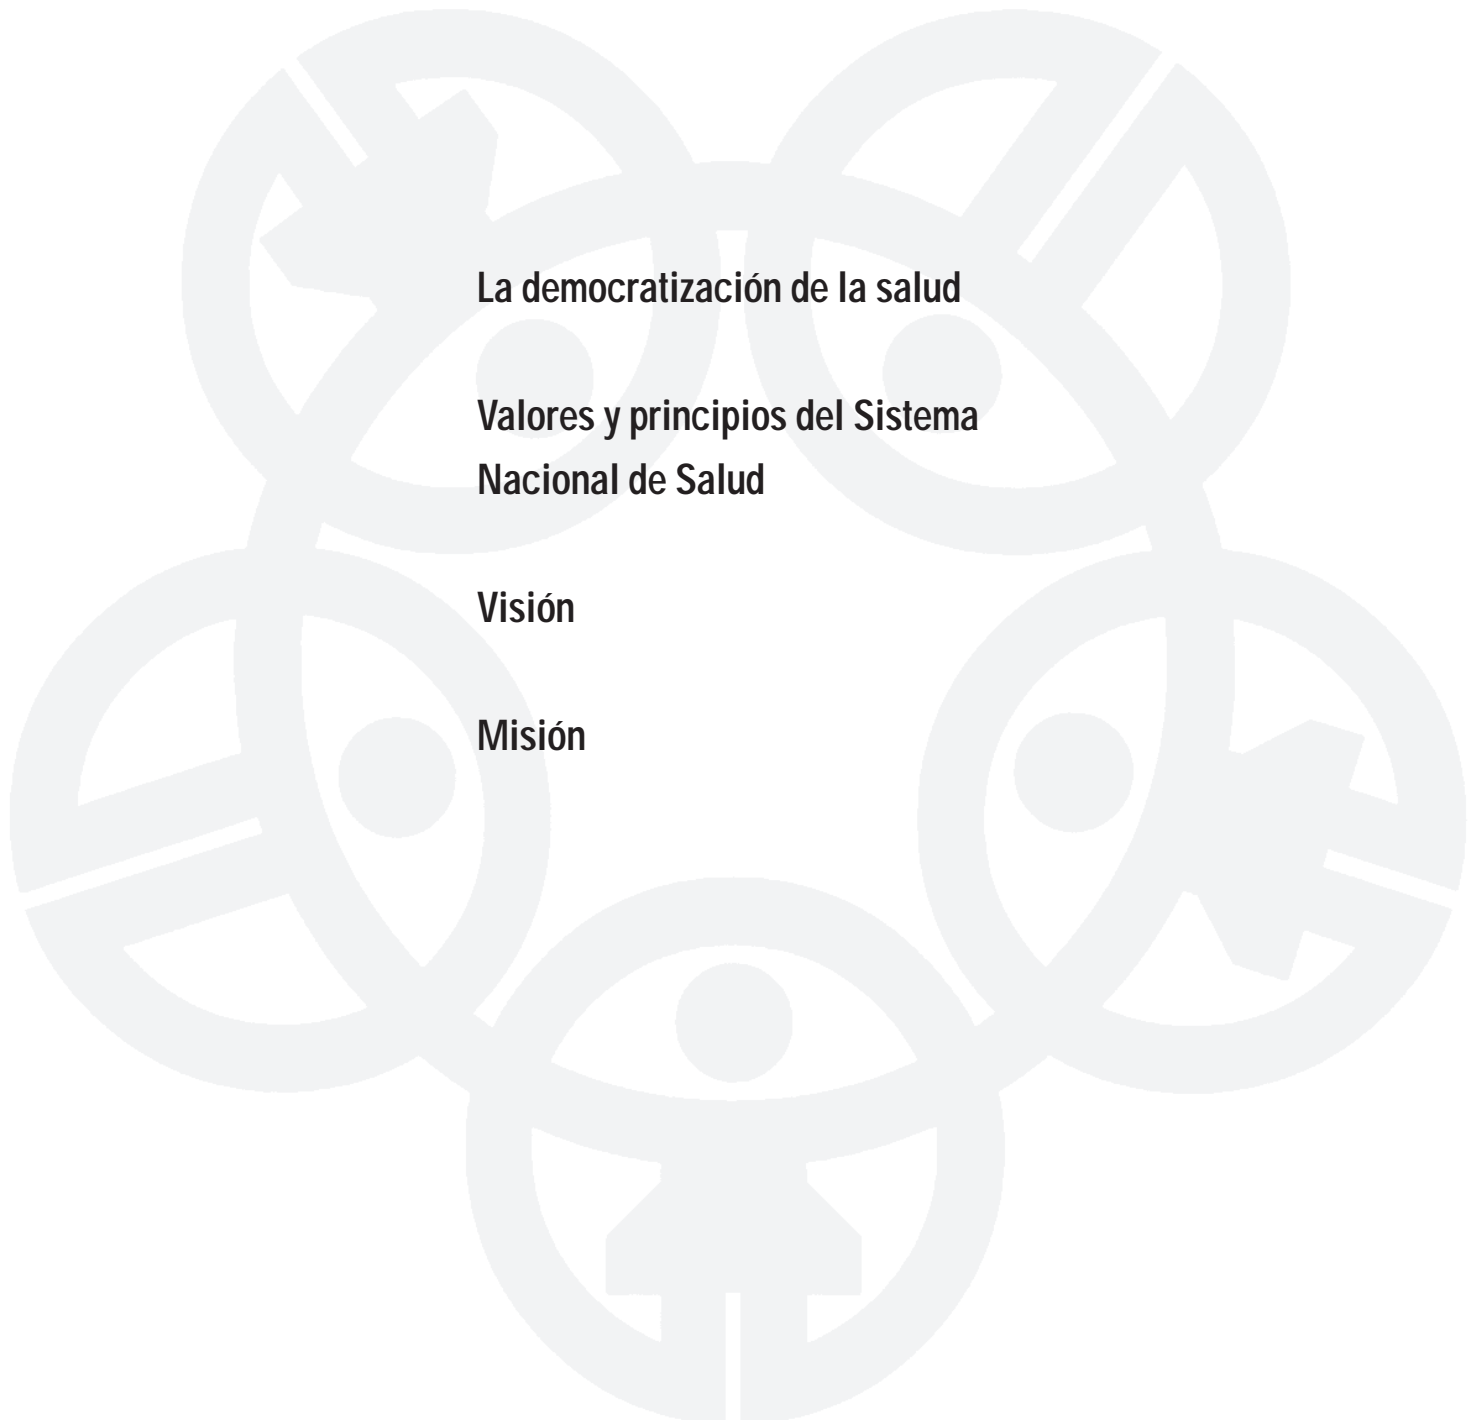 La democratización de la salud
Valores y principios del Sistema
Nacional de Salud
Visión
Misión